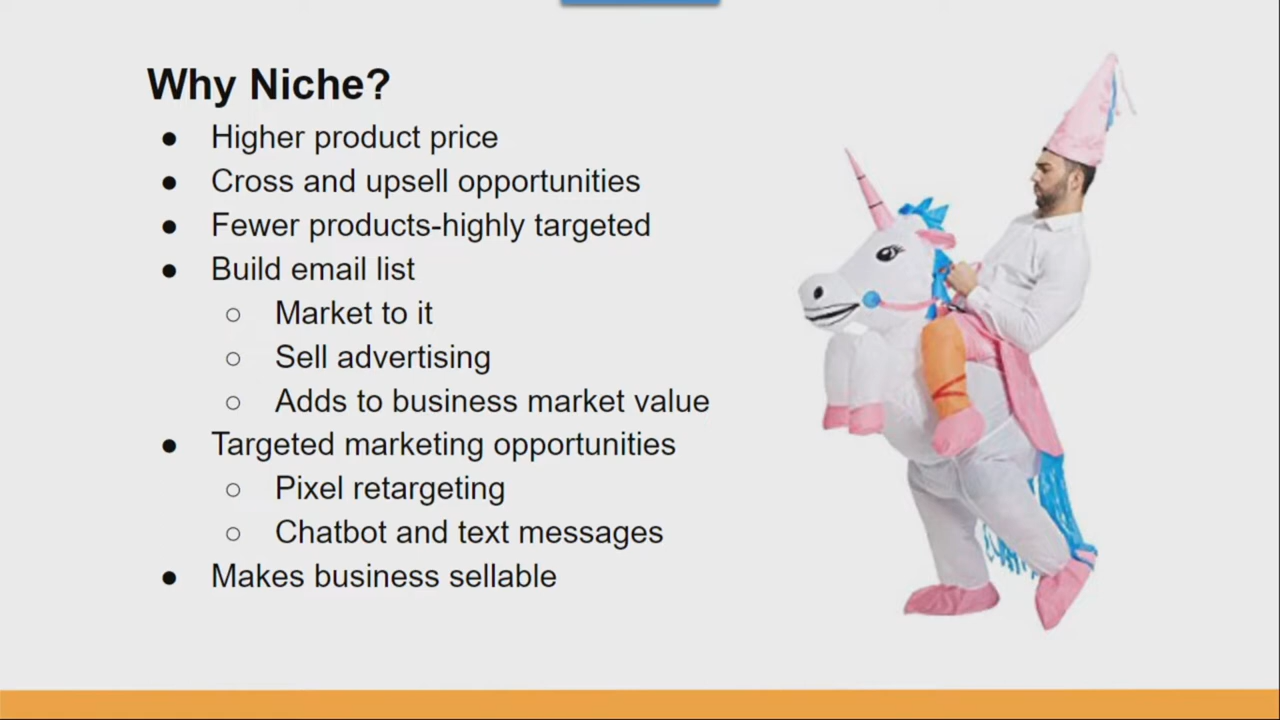 Why Niche?
● Higher product price
● Cross and upsell opportunities
● Fewer products-highly targeted
● Build email list
○ Market to it
○ Sell advertising
○ Adds to business market value
● Targeted marketing opportunities
○ Pixel retargeting
○ Chatbot and text messages
● Makes business sellable